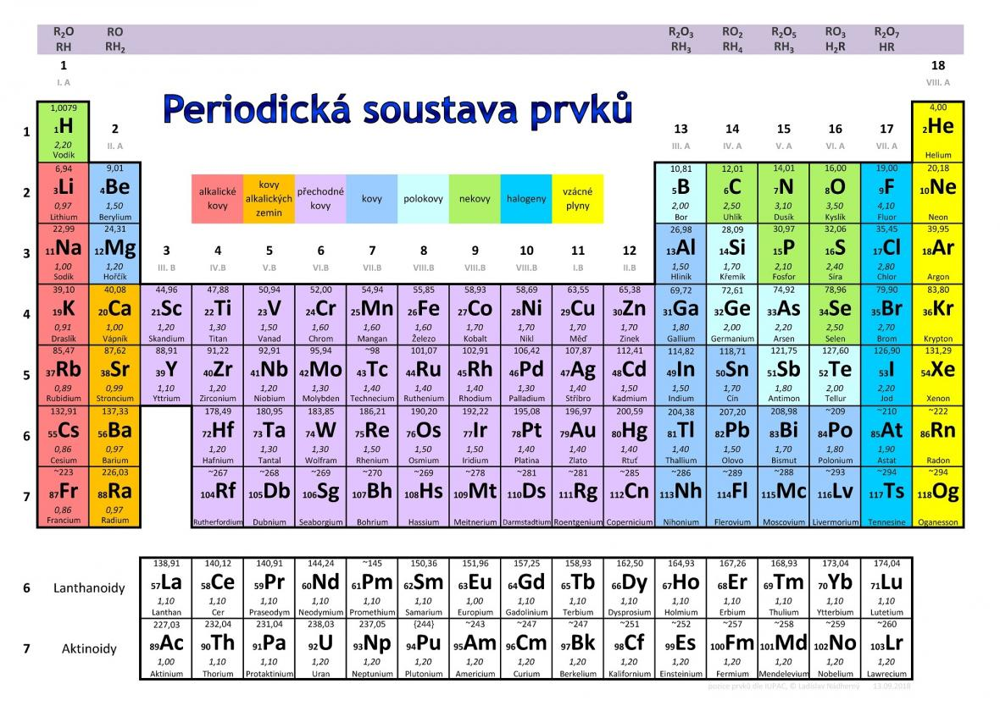 R₂O RO R₂O₃ RO₂ R₂O₅ RO₃ R₂O₇
RH RH₂ RH₃ RH₄ RH₃ H₂R HR
1 18
I. A VIII. A
Periodická soustava prvků
1,0079 4,00
1 1H 2 13 14 15 16 17 2He
2,20 II. A III. A IV. A V. A VI. A VII. A
Vodík Helium
6,94 9,01 10,81 12,01 14,01 16,00 19,00 20,18
2 3Li 4Be 5B 6C 7N 8O 9F 10Ne
0,97 1,50 2,00 2,50 3,10 3,50 4,10
Lithium Berylium Bor Uhlík Dusík Kyslík Fluor Neon
alkalické kovy
kovy alkalických zemin
přechodné kovy
kovy
polokovy
nekovy
halogeny
vzácné plyny
22,99 24,31 26,98 28,09 30,97 32,06 35,45 39,95
3 11Na 12Mg 3 4 5 6 7 8 9 10 11 12 13Al 14Si 15P 16S 17Cl 18Ar
1,00 1,20 III. B IV.B V.B VI.B VII.B VIII.B VIII.B VIII.B I.B II.B 1,50 1,70 2,10 2,40 2,80
Sodík Hořčík Hliník Křemík Fosfor Síra Chlor Argon
39,10 40,08 44,96 47,88 50,94 52,00 54,94 55,85 58,93 58,69 63,55 65,38 69,72 72,61 74,92 78,96 79,90 83,80
4 19K 20Ca 21Sc 22Ti 23V 24Cr 25Mn 26Fe 27Co 28Ni 29Cu 30Zn 31Ga 32Ge 33As 34Se 35Br 36Kr
0,91 1,00 1,20 1,30 1,50 1,60 1,60 1,60 1,70 1,70 1,70 1,70 1,80 2,00 2,20 2,50 2,70
Draslík Vápník Skandium Titan Vanad Chrom Mangan Železo Kobalt Nikl Měď Zinek Gallium Germanium Arsen Selen Brom Krypton
85,47 87,62 88,91 91,22 92,91 95,94 ~98 101,07 102,91 106,42 107,87 112,41 114,82 118,71 121,75 127,60 126,90 131,29
5 37Rb 38Sr 39Y 40Zr 41Nb 42Mo 43Tc 44Ru 45Rh 46Pd 47Ag 48Cd 49In 50Sn 51Sb 52Te 53I 54Xe
0,89 0,99 1,10 1,20 1,20 1,30 1,40 1,40 1,40 1,30 1,40 1,50 1,50 1,70 1,80 2,00 2,20
Rubidium Stroncium Yttrium Zirconium Niobium Molybden Technecium Ruthenium Rhodium Palladium Stříbro Kadmium Indium Cín Antimon Tellur Jod Xenon
132,91 137,33 178,49 180,95 183,85 186,21 190,20 192,22 195,08 196,97 200,59 204,38 207,20 208,98 ~209 ~210 ~222
6 55Cs 56Ba 72Hf 73Ta 74W 75Re 76Os 77Ir 78Pt 79Au 80Hg 81Tl 82Pb 83Bi 84Po 85At 86Rn
0,86 0,97 1,20 1,30 1,30 1,50 1,50 1,50 1,40 1,40 1,40 1,40 1,50 1,70 1,80 1,90
Cesium Barium Hafnium Tantal Wolfram Rhenium Osmium Iridium Platina Zlato Rtuť Thallium Olovo Bismut Polonium Astat Radon
~223 226,03 ~267 ~268 ~269 ~270 ~269 ~278 ~281 ~281 ~285 ~286 ~286 ~288 ~293 ~294 ~294
7 87Fr 88Ra 104Rf 105Db 106Sg 107Bh 108Hs 109Mt 110Ds 111Rg 112Cn 113Nh 114Fl 115Mc 116Lv 117Ts 118Og
0,86 0,97
Francium Radium Rutherfordium Dubnium Seaborgium Bohrium Hassium Meitnerium Darmstadtium Roentgenium Copernicium Nihonium Flerovium Moscovium Livermorium Tennesine Oganesson
138,91 140,12 140,91 144,24 ~145 150,36 151,96 157,25 158,93 162,50 164,93 167,26 168,93 173,04 174,04
6 Lanthanoidy 57La 58Ce 59Pr 60Nd 61Pm 62Sm 63Eu 64Gd 65Tb 66Dy 67Ho 68Er 69Tm 70Yb 71Lu
1,10 1,10 1,10 1,10 1,10 1,10 1,00 1,10 1,10 1,10 1,10 1,10 1,10 1,10 1,10
Lanthan Cer Praseodym Neodymium Promethium Samarium Europium Gadolinium Terbium Dysprosium Holmium Erbium Thulium Ytterbium Lutetium
227,03 232,04 231,04 238,03 237,05 {244} ~243 ~247 ~247 ~251 ~252 ~257 ~258 ~259 ~260
7 Aktinoidy 89Ac 90Th 91Pa 92U 93Np 94Pu 95Am 96Cm 97Bk 98Cf 99Es 100Fm 101Md 102No 103Lr
1,00 1,10 1,10 1,20 1,20 1,20 1,20 1,20 1,20 1,20 1,20 1,20 1,20 1,20 1,20
Aktinium Thorium Protaktinium Uran Neptunium Plutonium Americium Curium Berkelium Kalifornium Einsteinium Fermium Mendelevium Nobelium Lawrecium
pozice prvků dle IUPAC, © Ladislav Nádherný 13.09.2018